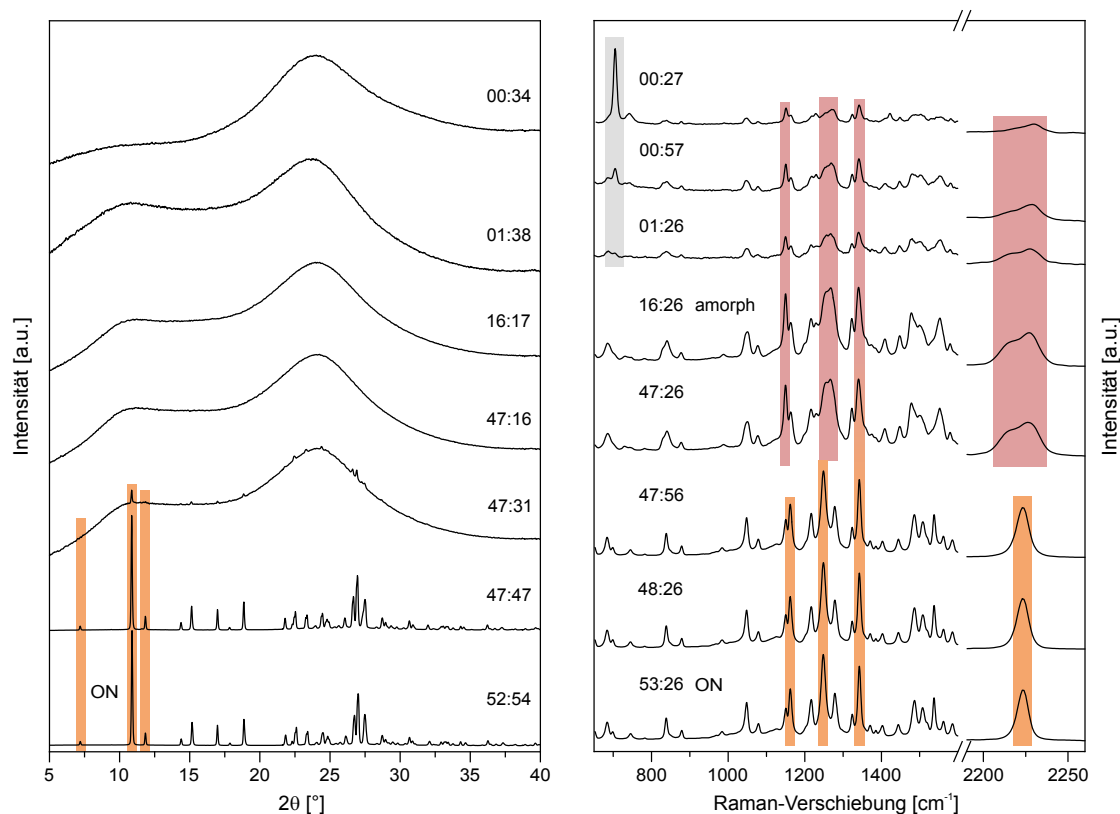 Intensität [a.u.]
00:34
01:38
16:17
47:16
47:31
47:47
ON
52:54
5 10 15 20 25 30 35 40
2θ [°]
00:27
00:57
01:26
16:26 amorph
47:26
47:56
48:26
53:26 ON
800 1000 1200 1400 2200 2250
Raman-Verschiebung [cm⁻¹]
Intensität [a.u.]